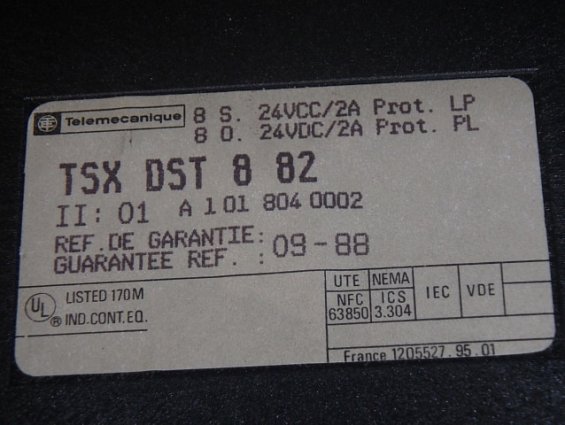 Telemecanique 8 S. 24VCC/2A Prot. LP
8 O. 24VDC/2A Prot. PL
TSX DST 8 82
II: 01 A 1 01 804 0002
REF.DE GARANTIE:
GUARANTEE REF. : 09-88
UL ® LISTED 170M
IND.CONT.EQ.
UTE NEMA IEC VDE
NFC ICS
63850 3.304
France 1205527.95.01